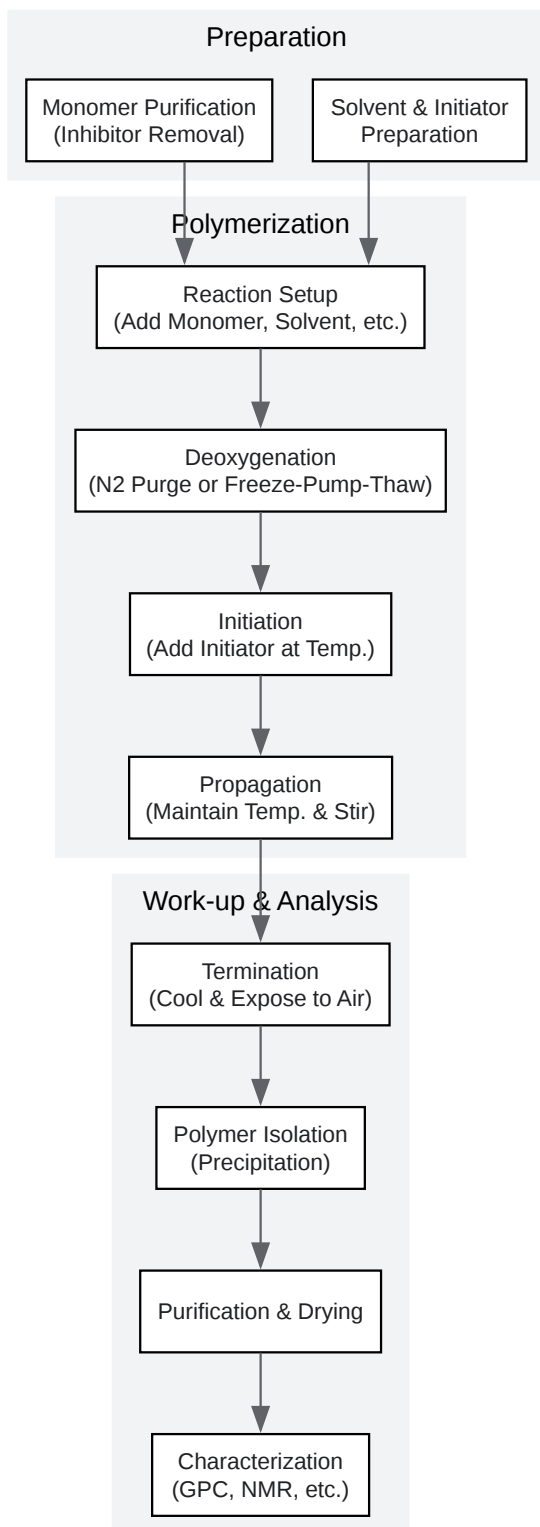 Preparation
Monomer Purification
(Inhibitor Removal)
Solvent & Initiator
Preparation
Polymerization
Reaction Setup
(Add Monomer, Solvent, etc.)
Deoxygenation
(N2 Purge or Freeze-Pump-Thaw)
Initiation
(Add Initiator at Temp.)
Propagation
(Maintain Temp. & Stir)
Work-up & Analysis
Termination
(Cool & Expose to Air)
Polymer Isolation
(Precipitation)
Purification & Drying
Characterization
(GPC, NMR, etc.)